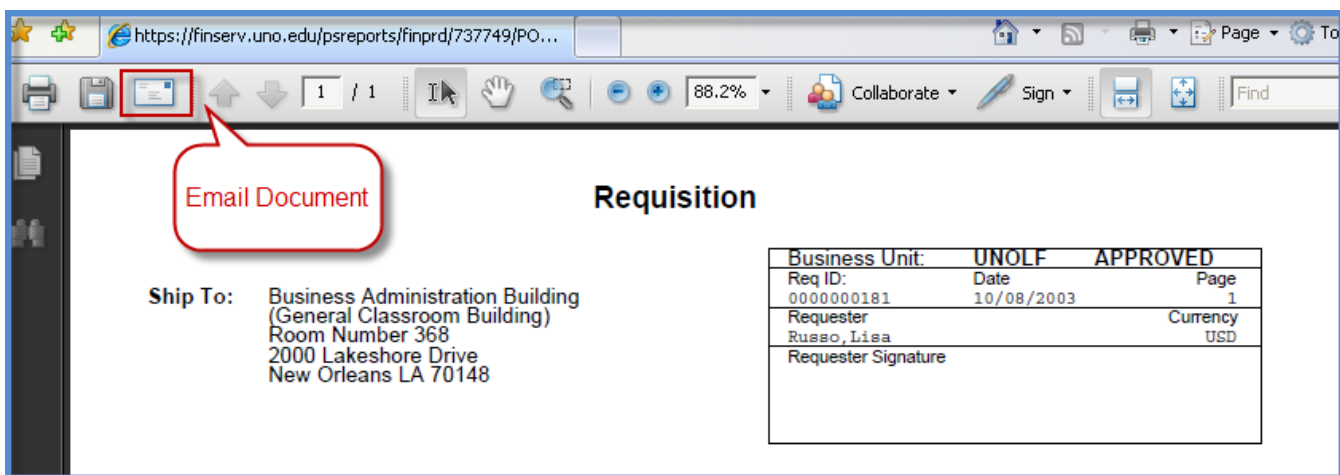 https://finserv.uno.edu/psreports/finprd/737749/PO...
Page
To
1 / 1
88.2%
Collaborate
Sign
Find
Email Document
Requisition
Business Unit: UNOLF APPROVED
Req ID: Date Page
0000000181 10/08/2003 1
Requester Currency
Russo,Lisa USD
Requester Signature
Ship To: Business Administration Building
(General Classroom Building)
Room Number 368
2000 Lakeshore Drive
New Orleans LA 70148